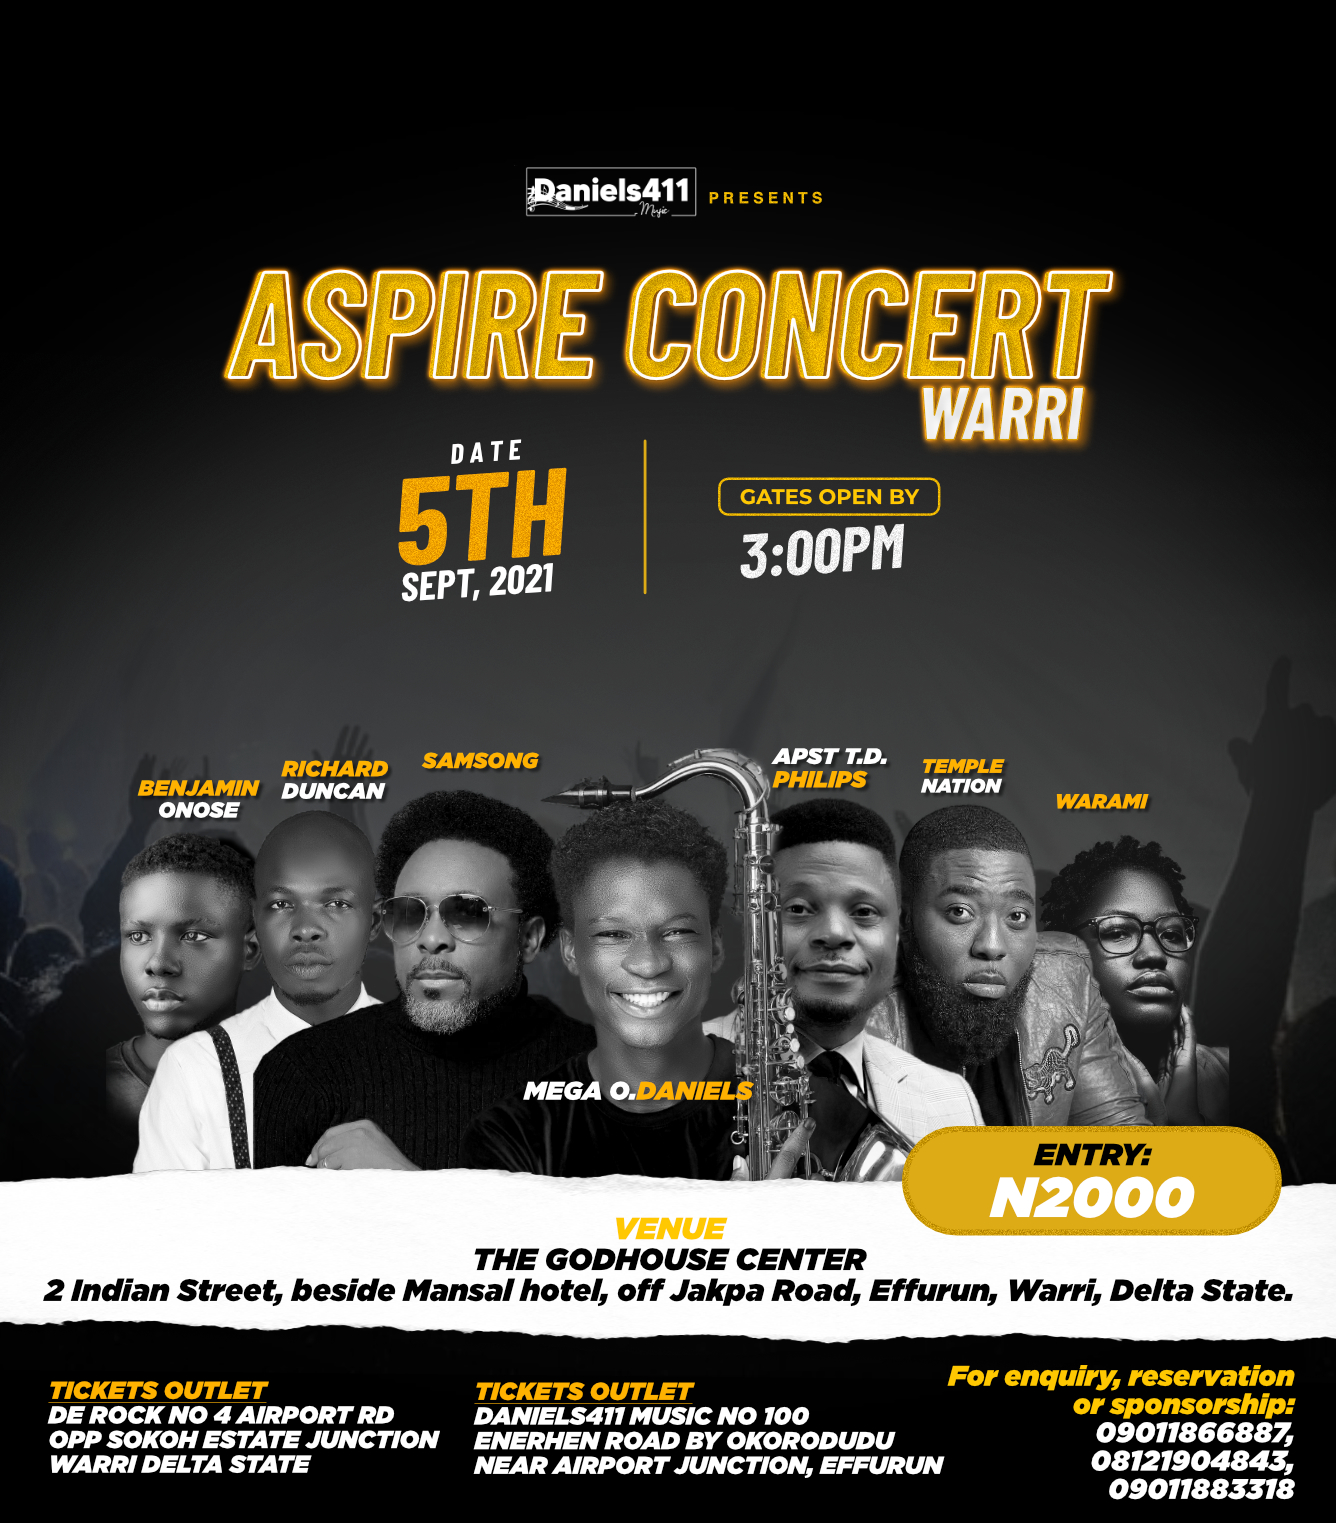 Daniels411
Music
PRESENTS
ASPIRE CONCERT
WARRI
DATE
5TH
SEPT, 2021
GATES OPEN BY
3:00PM
BENJAMIN
ONOSE
RICHARD
DUNCAN
SAMSONG
APST T.D.
PHILIPS
TEMPLE
NATION
WARAMI
MEGA O.DANIELS
ENTRY:
N2000
VENUE
THE GODHOUSE CENTER
2 Indian Street, beside Mansal hotel, off Jakpa Road, Effurun, Warri, Delta State.
TICKETS OUTLET
DE ROCK NO 4 AIRPORT RD
OPP SOKOH ESTATE JUNCTION
WARRI DELTA STATE
TICKETS OUTLET
DANIELS411 MUSIC NO 100
ENERHEN ROAD BY OKORODUDU
NEAR AIRPORT JUNCTION, EFFURUN
For enquiry, reservation
or sponsorship:
09011866887,
08121904843,
09011883318